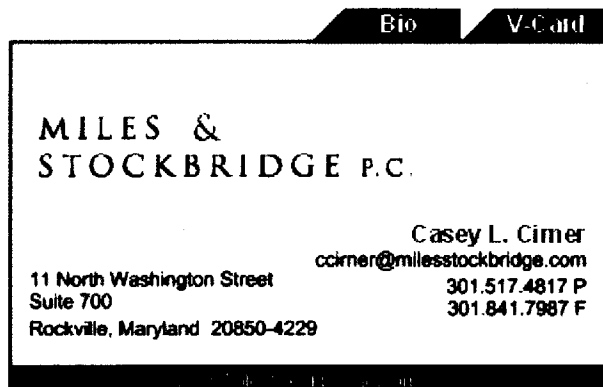 Bio
V-Card
MILES &
STOCKBRIDGE P.C.
Casey L. Cirner
ccirner@milesstockbridge.com
11 North Washington Street
Suite 700
Rockville, Maryland 20850-4229
301.517.4817 P
301.841.7987 F